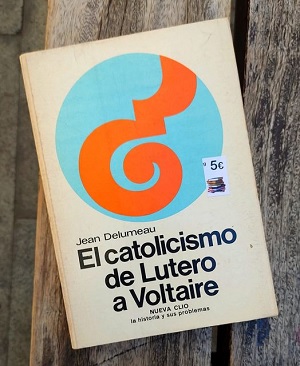 5€
Jean Delumeau
El catolicismo
de Lutero
a Voltaire
NUEVA CLIO
la historia y sus problemas